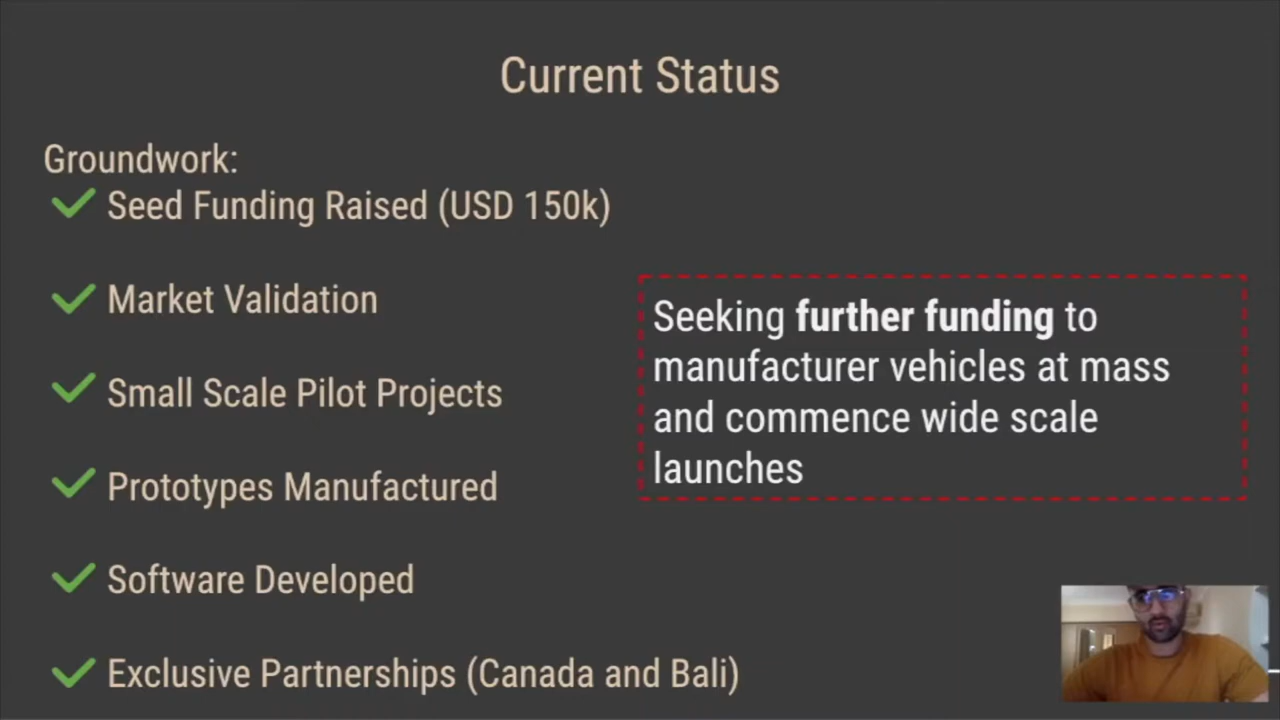 Current Status
Groundwork:
Seed Funding Raised (USD 150k)
Market Validation
Small Scale Pilot Projects
Prototypes Manufactured
Software Developed
Exclusive Partnerships (Canada and Bali)
Seeking further funding to
manufacturer vehicles at mass
and commence wide scale
launches